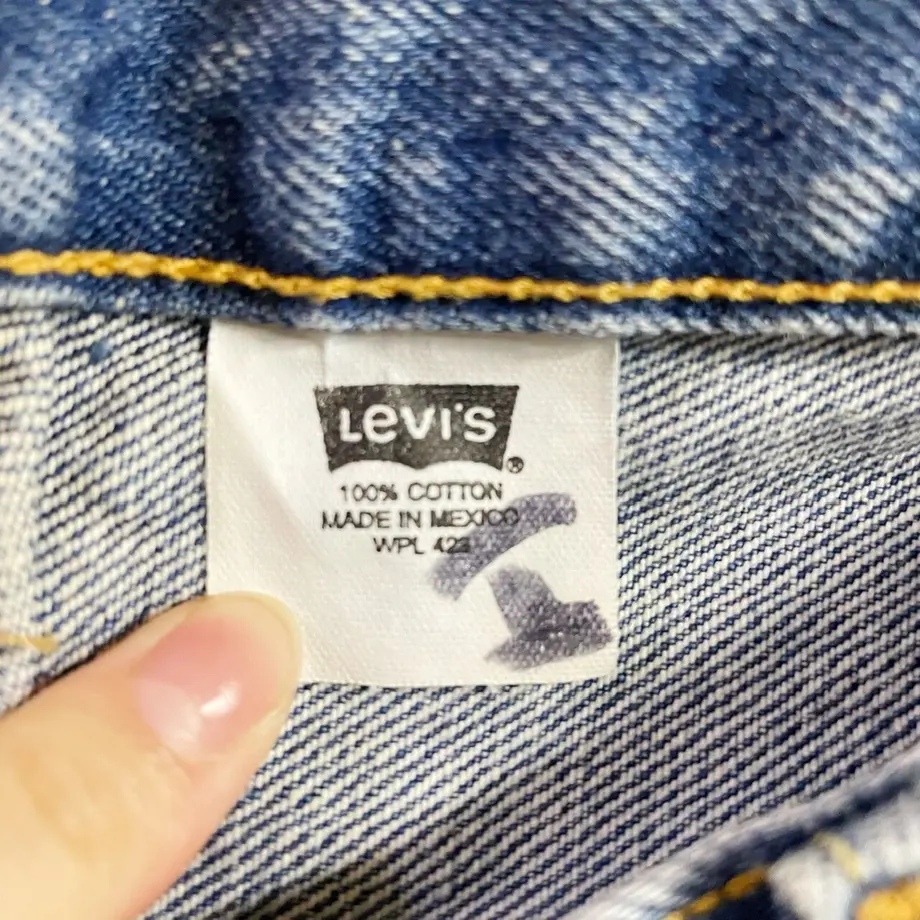 Levi's®
100% COTTON
MADE IN MEXICO
WPL 423